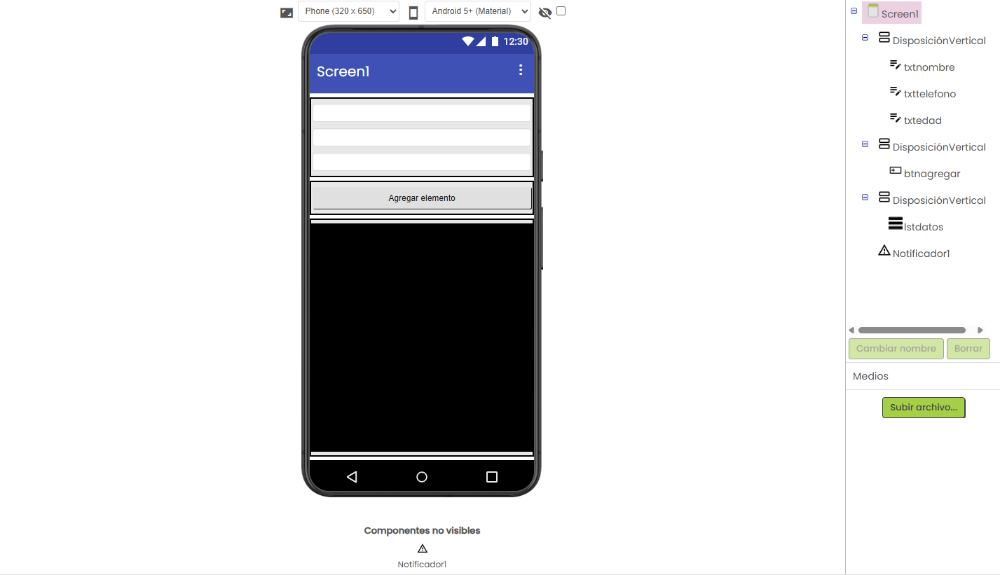 Phone (320 x 650)
Android 5+ (Material)
12:30
Screen1
Agregar elemento
Componentes no visibles
Notificador1
Screen1
DisposiciónVertical
txtnombre
txttelefono
txtedad
DisposiciónVertical
btnagregar
DisposiciónVertical
lstdatos
Notificador1
Cambiar nombre
Borrar
Medios
Subir archivo...